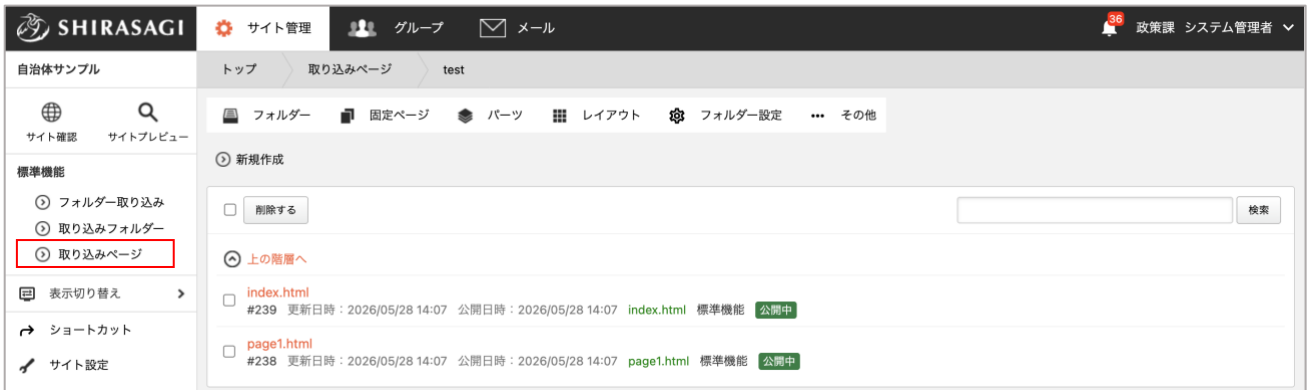 SHIRASAGI サイト管理 グループ メール 36 政策課 システム管理者
自治体サンプル
トップ 取り込みページ test
サイト確認 サイトプレビュー
フォルダー 固定ページ パーツ レイアウト フォルダー設定 ••• その他
新規作成
標準機能
フォルダー取り込み
取り込みフォルダー
取り込みページ
表示切り替え
ショートカット
サイト設定
削除する 検索
上の階層へ
index.html
#239 更新日時：2026/05/28 14:07 公開日時：2026/05/28 14:07 index.html 標準機能 公開中
page1.html
#238 更新日時：2026/05/28 14:07 公開日時：2026/05/28 14:07 page1.html 標準機能 公開中